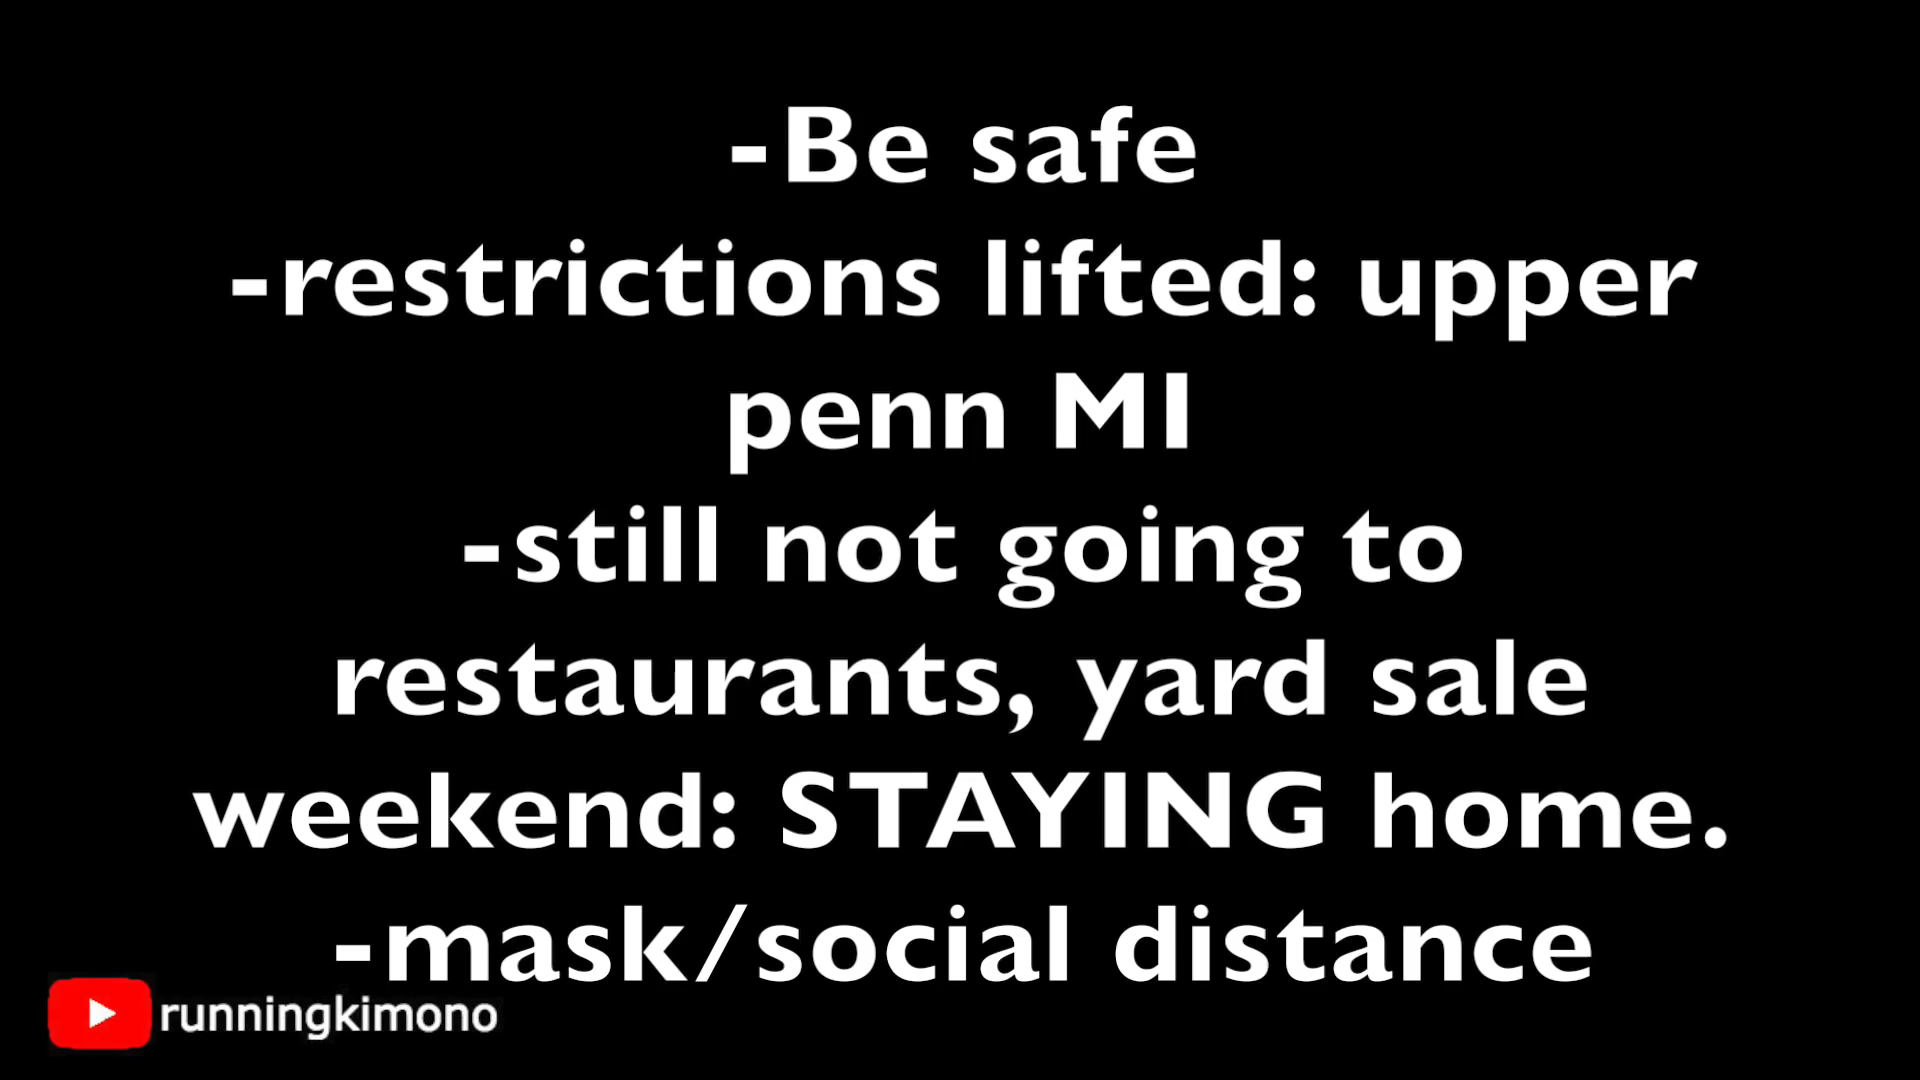 -Be safe
-restrictions lifted: upper
penn MI
-still not going to
restaurants, yard sale
weekend: STAYING home.
-mask/social distance
runningkimono